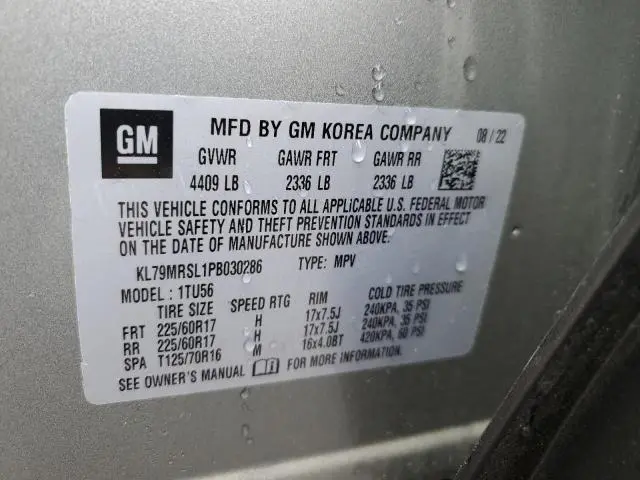 GM
MFD BY GM KOREA COMPANY 08/22
GVWR GAWR FRT GAWR RR
4409 LB 2336 LB 2336 LB
THIS VEHICLE CONFORMS TO ALL APPLICABLE U.S. FEDERAL MOTOR
VEHICLE SAFETY AND THEFT PREVENTION STANDARDS IN EFFECT
ON THE DATE OF MANUFACTURE SHOWN ABOVE.
KL79MRSL1PB030286 TYPE: MPV
MODEL: 1TU56
TIRE SIZE SPEED RTG RIM COLD TIRE PRESSURE
FRT 225/60R17 H 17x7.5J 240KPA, 35 PSI
RR 225/60R17 H 17x7.5J 240KPA, 35 PSI
SPA T125/70R16 M 16x4.0BT 420KPA, 60 PSI
SEE OWNER'S MANUAL FOR MORE INFORMATION.